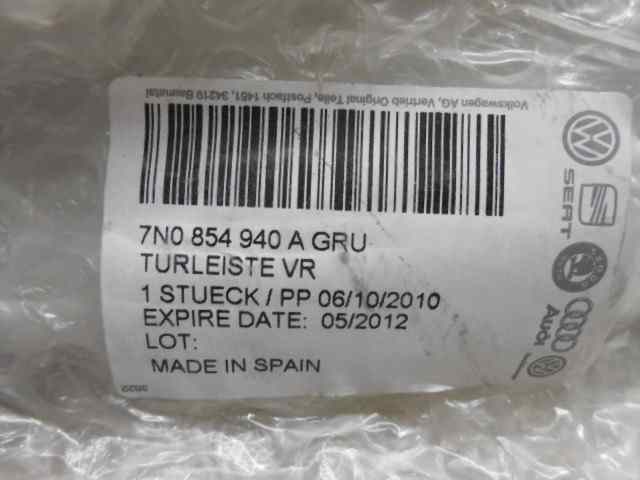 Volkswagen AG, Vertrieb Original Teile, Postfach 1451, 34219 Baunatal
7N0 854 940 A GRU
TURLEISTE VR
1 STUECK / PP 06/10/2010
EXPIRE DATE: 05/2012
LOT:
MADE IN SPAIN
SEAT
Audi